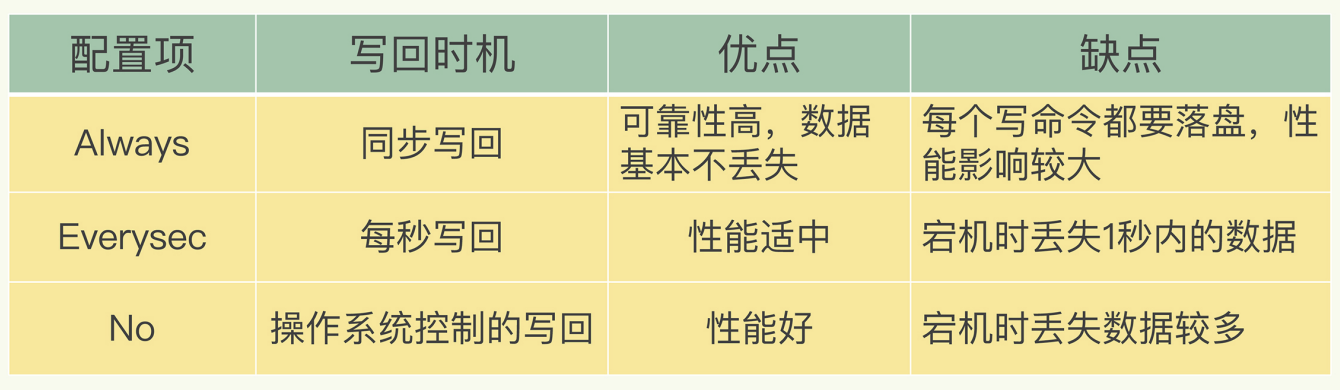 配置项 写回时机 优点 缺点
Always 同步写回 可靠性高，数据 每个写命令都要落盘，性
基本不丢失 能影响较大
Everysec 每秒写回 性能适中 宕机时丢失1秒内的数据
No 操作系统控制的写回 性能好 宕机时丢失数据较多